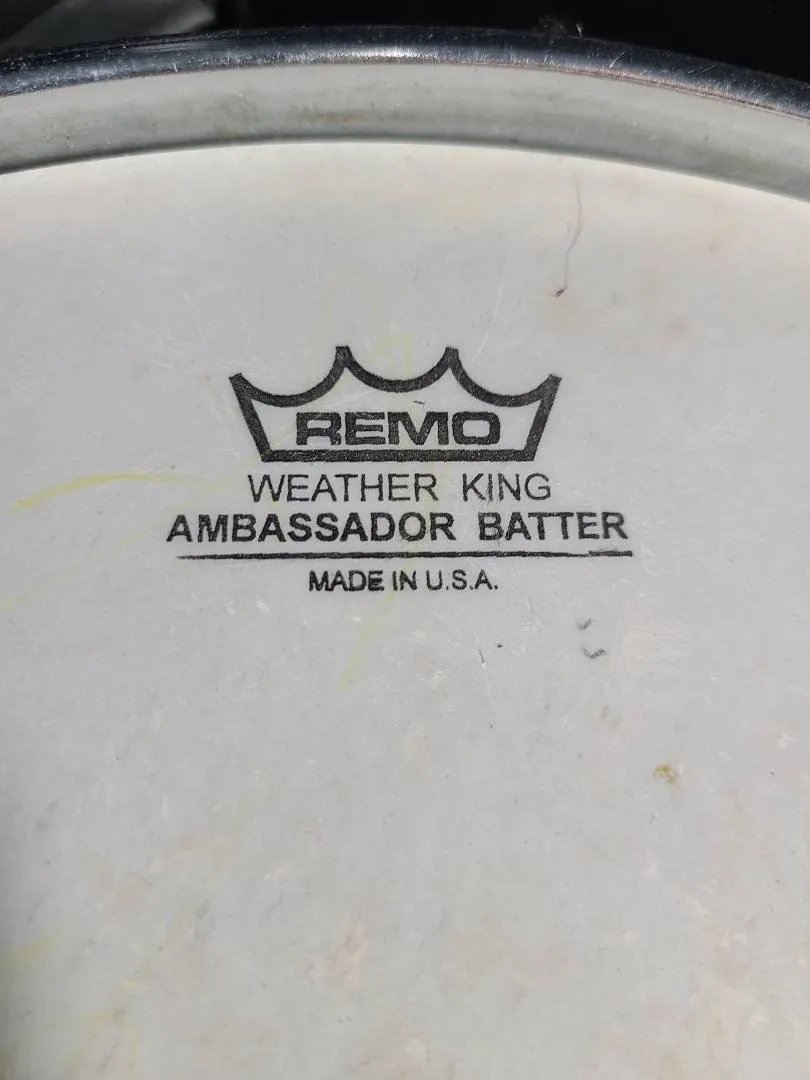 REMO
WEATHER KING
AMBASSADOR BATTER
MADE IN U.S.A.